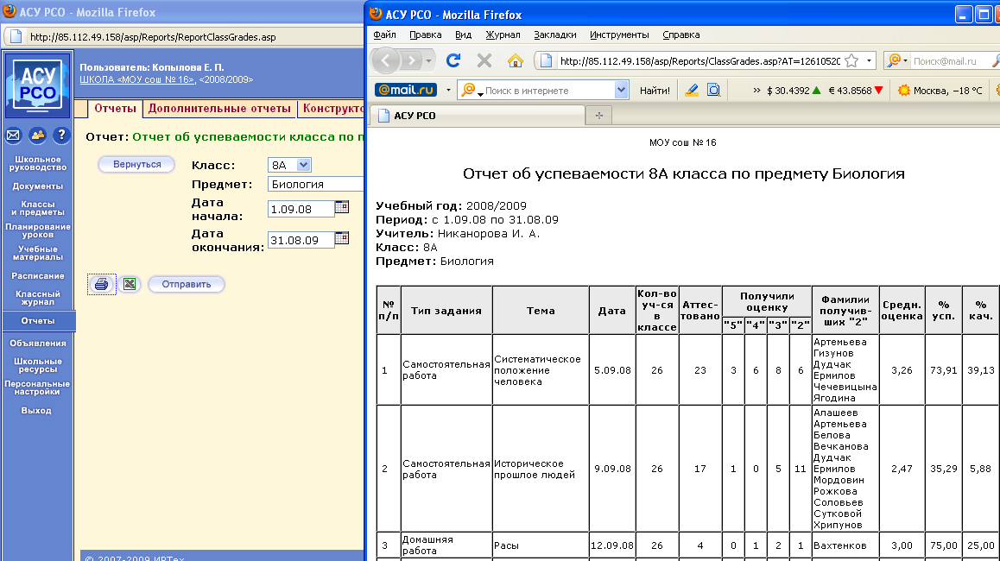 АСУ РСО - Mozilla Firefox
http://85.112.49.158/asp/Reports/ReportClassGrades.asp
АСУ
РСО
Пользователь: Копылова Е. П.
ШКОЛА <МОУ сош № 16>, <2008/2009>
Отчеты Дополнительные отчеты
Отчет: Отчет об успеваемости класса по
Вернуться
Класс: 8А
Предмет: Биология
Дата
начала: 1.09.08
Дата
окончания: 31.08.09
Отправить
Школьное
руководство
Документы
Классы
и предметы
Планирование
уроков
Учебные
материалы
Расписание
Классный
журнал
Отчеты
Объявления
Школьные
ресурсы
Персональные
настройки
Выход
© 2007-2009 ИРТех
АСУ РСО - Mozilla Firefox
Файл Правка Вид Журнал Закладки Инструменты Справка
http://85.112.49.158/asp/Reports/ClassGrades.asp?AT=12610520
Поиск@mail.ru
@mail.ru Поиск в интернете Найти! » $ 30.4392 € 43.8568 Москва, −18 °C
АСУ РСО
МОУ сош № 16
Отчет об успеваемости 8А класса по предмету Биология
Учебный год: 2008/2009
Период: с 1.09.08 по 31.08.09
Учитель: Никанорова И. А.
Класс: 8А
Предмет: Биология
№
п/п
Тип задания
Тема
Дата
Кол-во
уч-ся
в
классе
Аттес-
товано
Получили
оценку
"5" "4" "3" "2"
Фамилии
получив-
ших "2"
Средн.
оценка
%
усп.
%
кач.
1
Самостоятельная
работа
Систематическое
положение
человека
5.09.08 26 23 3 6 8 6
Артемьева
Гизунов
Дудчак
Ермилов
Чечевицына
Ягодина
3,26 73,91 39,13
2
Самостоятельная
работа
Историческое
прошлое людей
9.09.08 26 17 1 0 5 11
Алашеев
Артемьева
Белова
Вечканова
Дудчак
Ермилов
Мордовин
Рожкова
Соловьев
Сутковой
Хрипунов
2,47 35,29 5,88
3
Домашняя
работа
Расы
12.09.08 26 4 0 1 2 1
Вахтенков
3,00 75,00 25,00